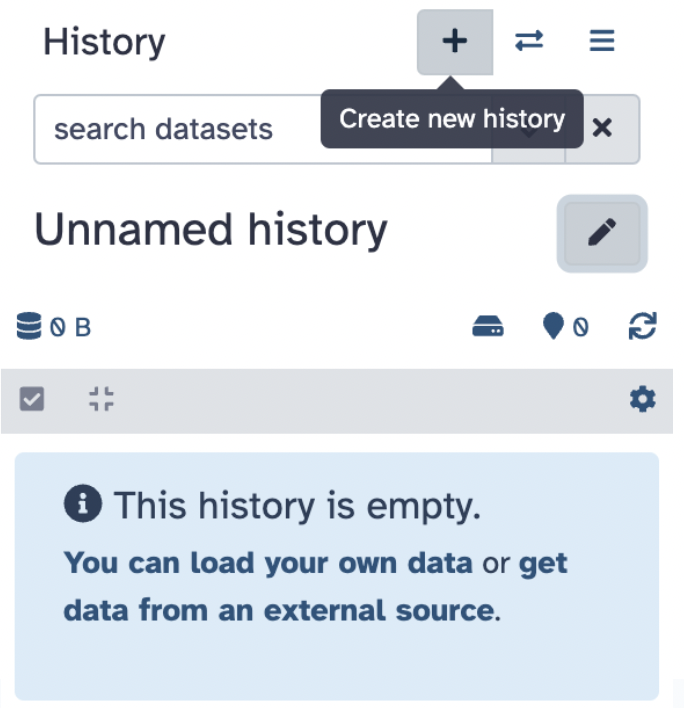 History
Create new history
search datasets
Unnamed history
0 B
0
This history is empty.
You can load your own data or get
data from an external source.